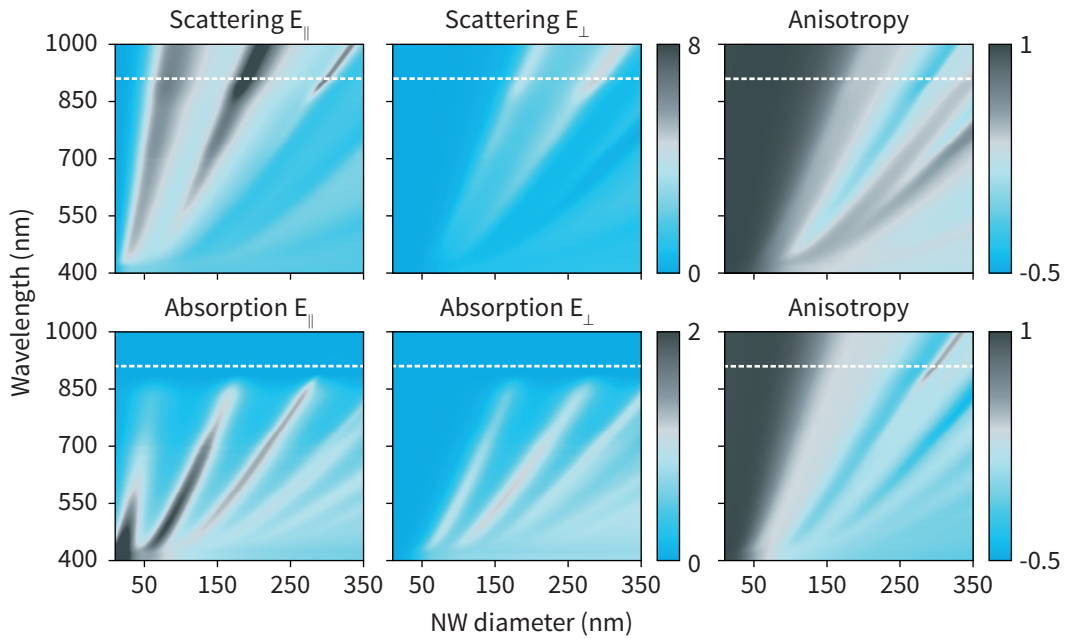 Scattering E∥
Scattering E⊥
Anisotropy
1000
850
700
550
400
8
0
1
-0.5
Absorption E∥
Absorption E⊥
Anisotropy
1000
850
700
550
400
2
0
1
-0.5
50 150 250 350
50 150 250 350
50 150 250 350
Wavelength (nm)
NW diameter (nm)